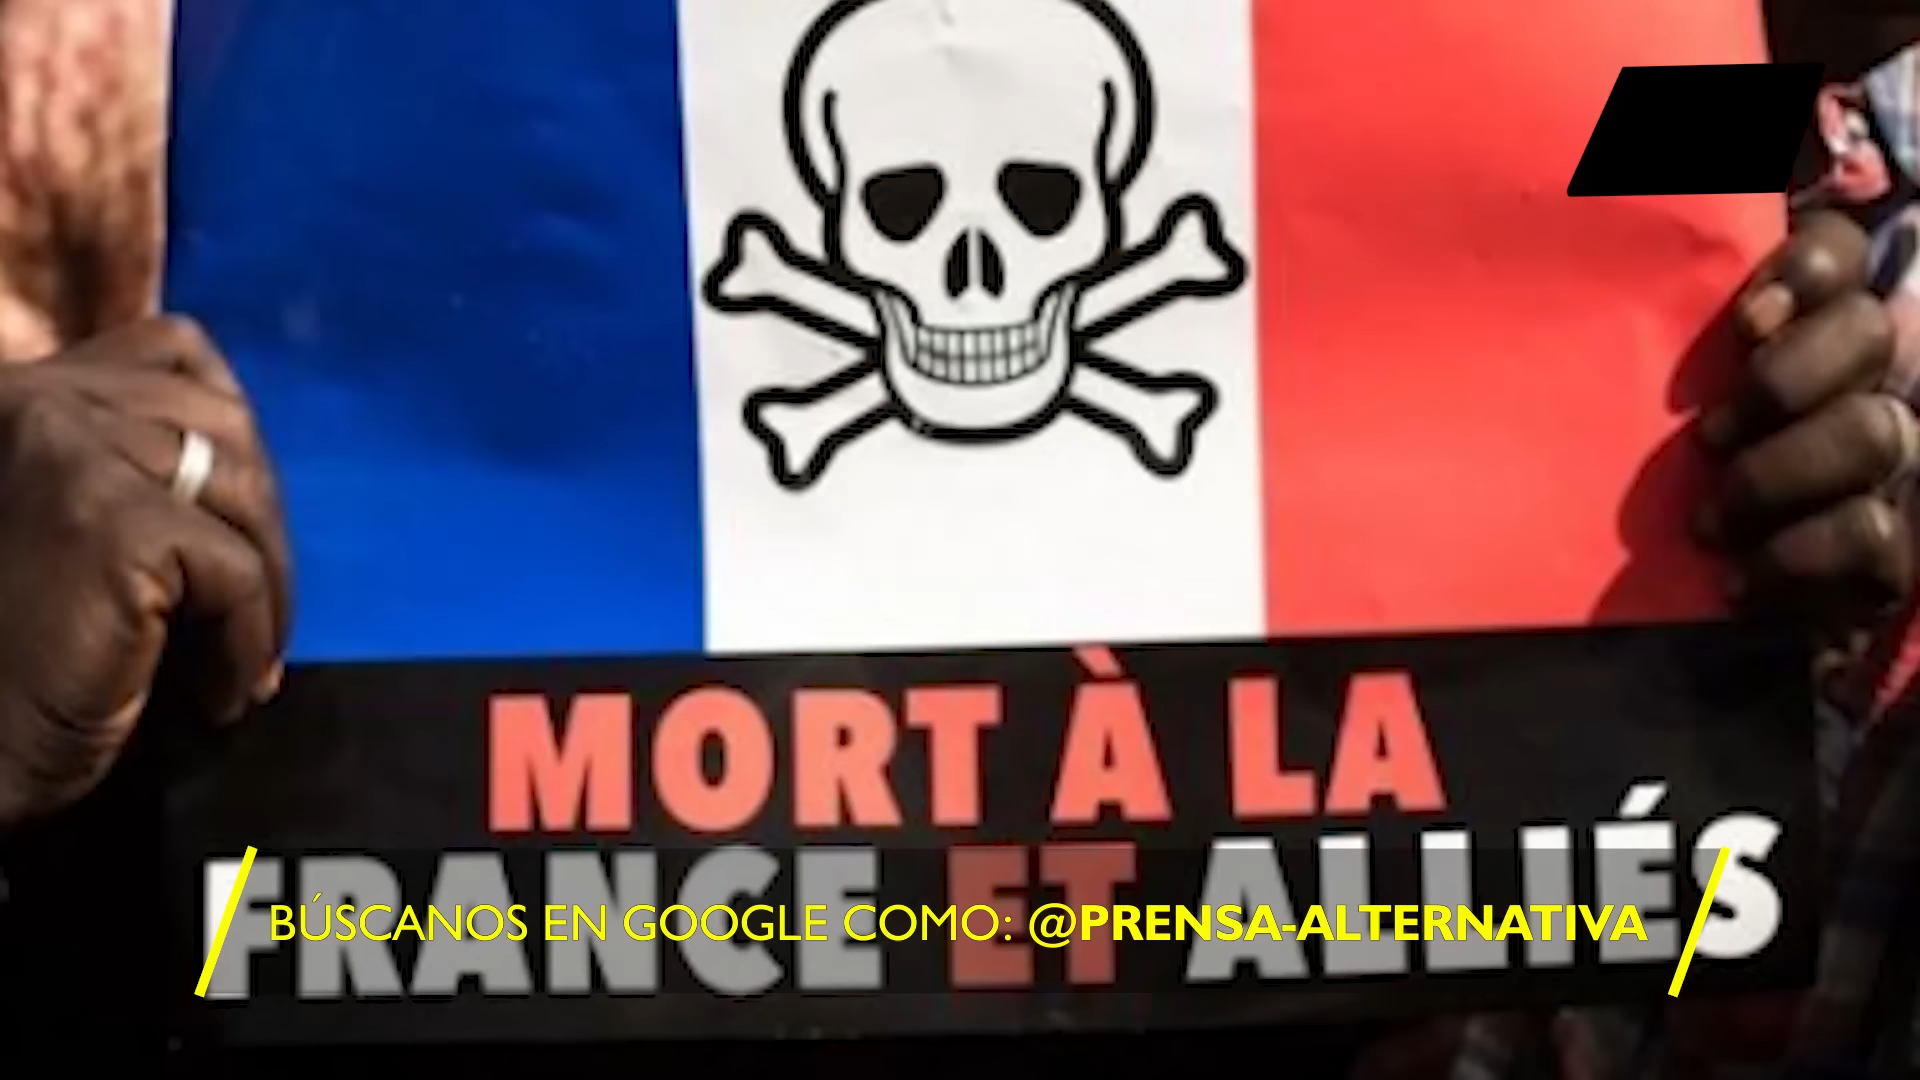 MORT À LA
FRANCE ET ALLIÉS
BÚSCANOS EN GOOGLE COMO: @PRENSA-ALTERNATIVA